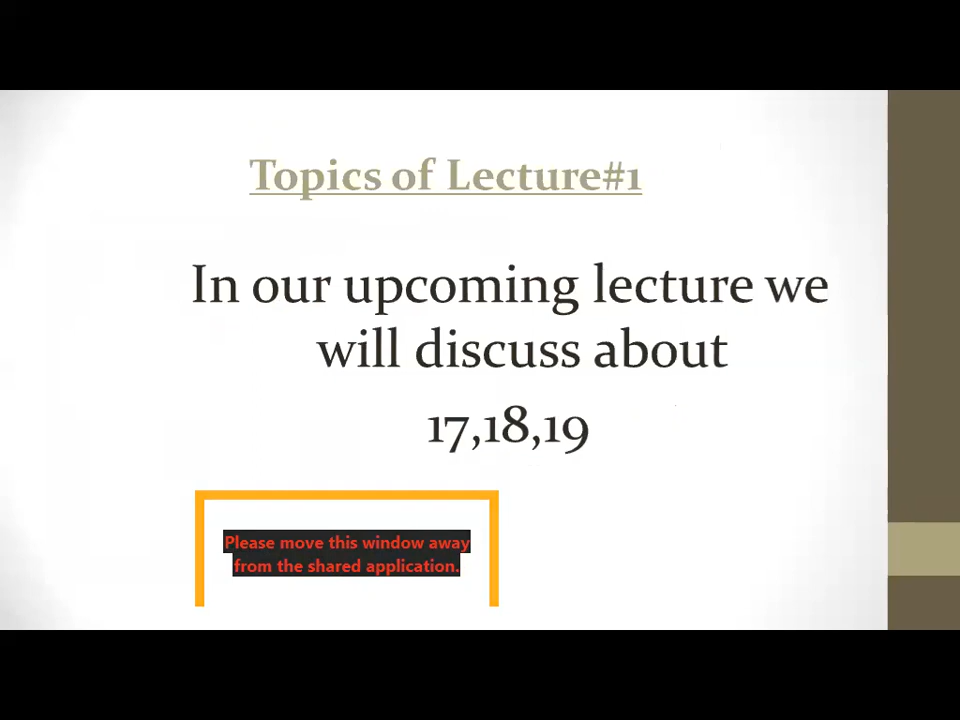 Topics of Lecture#1
In our upcoming lecture we
will discuss about
17,18,19
Please move this window away
from the shared application.